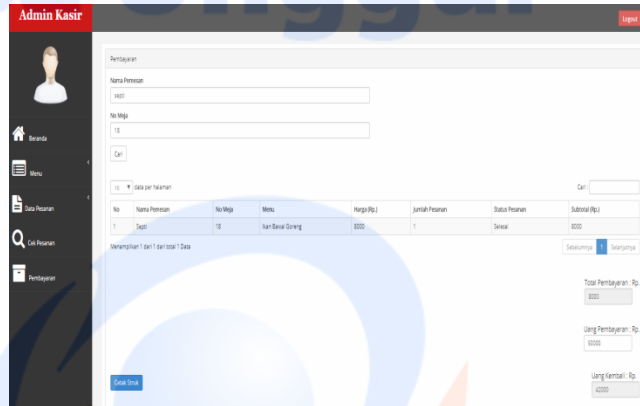 Admin Kasir
Logout
Pembayaran
Nama Pemesan
septi
No Meja
18
Cari
Beranda
Menu
Data Pesanan
Cek Pesanan
Pembayaran
10 data per halaman
Cari :
No Nama Pemesan No Meja Menu Harga (Rp.) Jumlah Pesanan Status Pesanan Subtotal (Rp.)
1 Septi 18 Ikan Bawal Goreng 8000 1 Selesai 8000
Menampilkan 1 dari 1 dari total 1 Data
Sebelumnya 1 Selanjutnya
Total Pembayaran : Rp.
8000
Uang Pembayaran : Rp.
50000
Uang Kembali : Rp.
42000
Cetak Struk